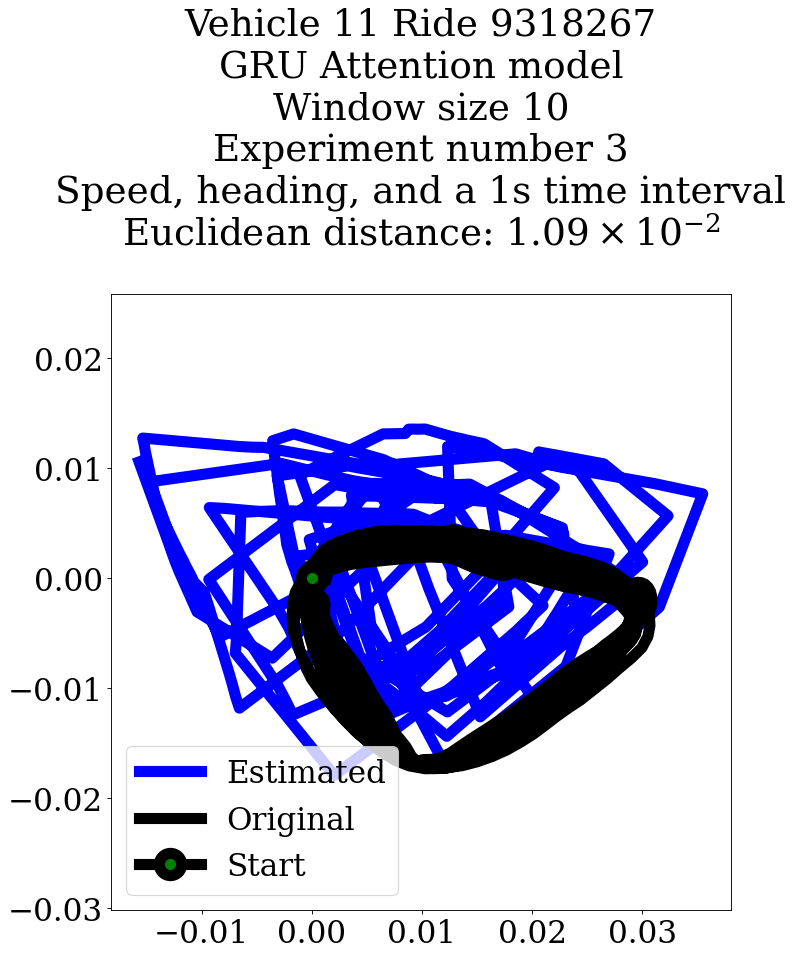 Vehicle 11 Ride 9318267
GRU Attention model
Window size 10
Experiment number 3
Speed, heading, and a 1s time interval
Euclidean distance: 1.09 × 10⁻²
0.02
0.01
0.00
−0.01
−0.02
−0.03
Estimated
Original
Start
−0.01 0.00 0.01 0.02 0.03